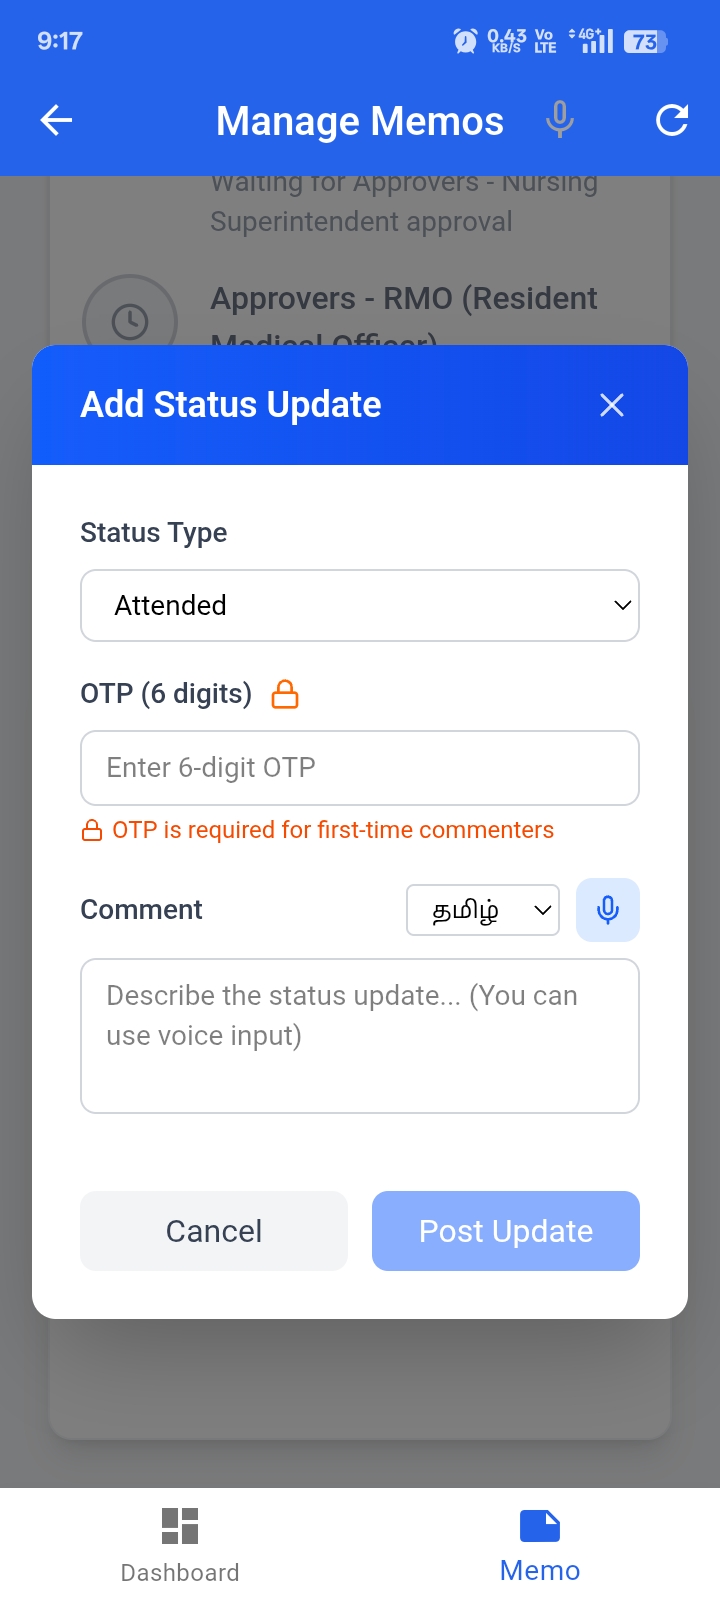 9:17
0.43 KB/S Vo LTE 4G+ 73
Manage Memos
Waiting for Approvers - Nursing
Superintendent approval
Approvers - RMO (Resident
Medical Officer)
Add Status Update
Status Type
Attended
OTP (6 digits)
Enter 6-digit OTP
OTP is required for first-time commenters
Comment
தமிழ்
Describe the status update... (You can
use voice input)
Cancel
Post Update
Dashboard
Memo